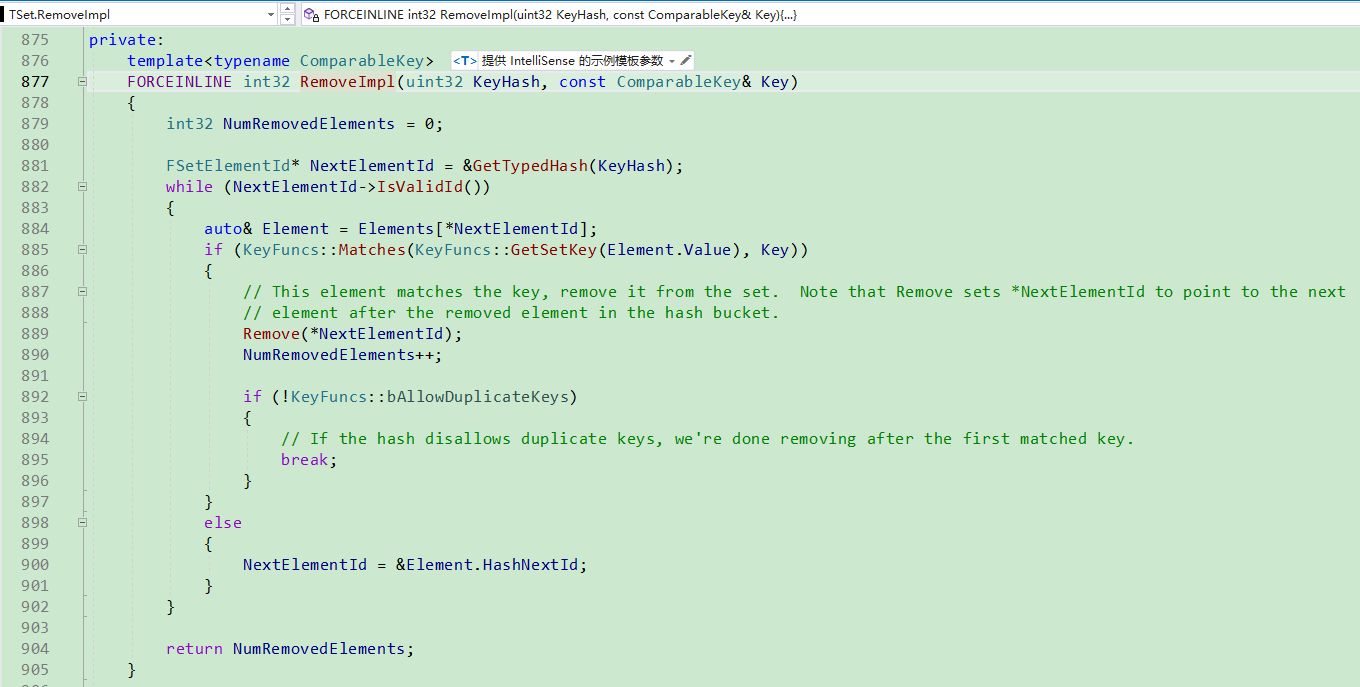 TSet.RemoveImpl FORCEINLINE int32 RemoveImpl(uint32 KeyHash, const ComparableKey& Key){...}
875 private:
876 template<typename ComparableKey> <T> 提供 IntelliSense 的示例模板参数
877 FORCEINLINE int32 RemoveImpl(uint32 KeyHash, const ComparableKey& Key)
878 {
879 int32 NumRemovedElements = 0;
880
881 FSetElementId* NextElementId = &GetTypedHash(KeyHash);
882 while (NextElementId->IsValidId())
883 {
884 auto& Element = Elements[*NextElementId];
885 if (KeyFuncs::Matches(KeyFuncs::GetSetKey(Element.Value), Key))
886 {
887 // This element matches the key, remove it from the set.  Note that Remove sets *NextElementId to point to the next
888 // element after the removed element in the hash bucket.
889 Remove(*NextElementId);
890 NumRemovedElements++;
891
892 if (!KeyFuncs::bAllowDuplicateKeys)
893 {
894 // If the hash disallows duplicate keys, we're done removing after the first matched key.
895 break;
896 }
897 }
898 else
899 {
900 NextElementId = &Element.HashNextId;
901 }
902 }
903
904 return NumRemovedElements;
905 }